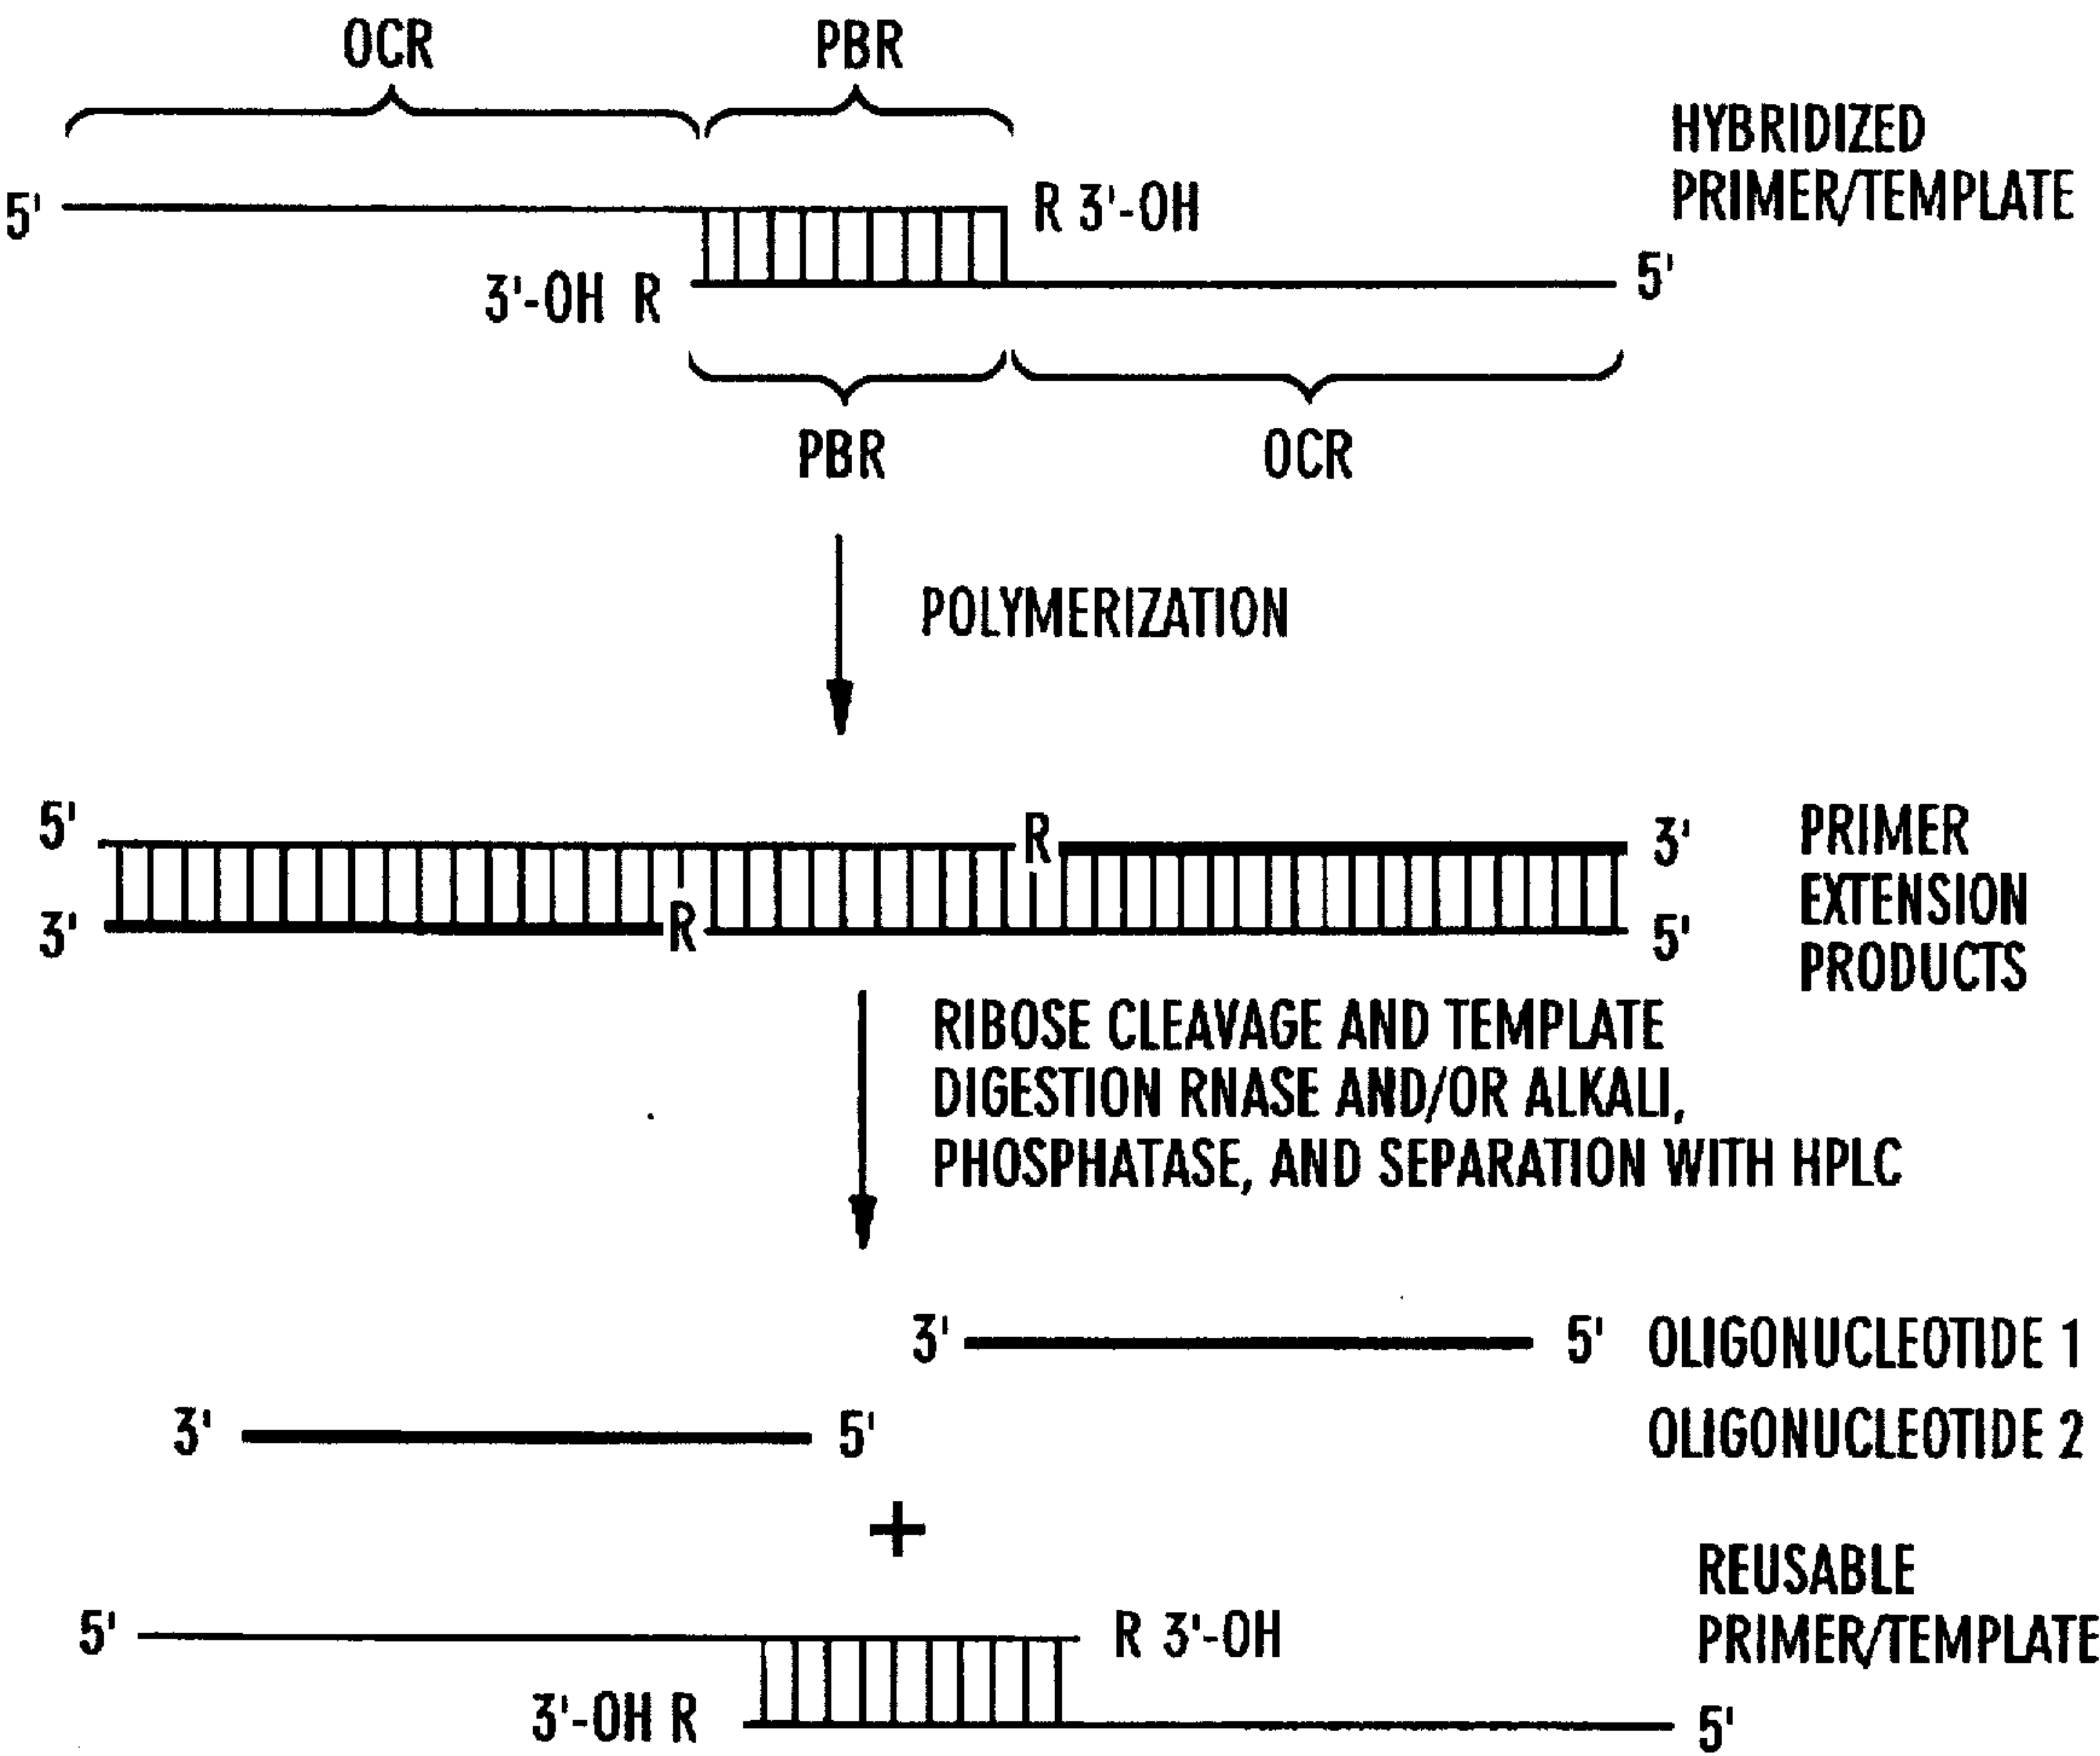 OCR PBR
HYBRIDIZED
PRIMER/TEMPLATE
5' R 3'-OH
3'-OH R 5'
PBR OCR
POLYMERIZATION
5' R 3'
3' R 5'
PRIMER
EXTENSION
PRODUCTS
RIBOSE CLEAVAGE AND TEMPLATE
DIGESTION RNASE AND/OR ALKALI,
PHOSPHATASE, AND SEPARATION WITH HPLC
3' 5' OLIGONUCLEOTIDE 1
3' 5' OLIGONUCLEOTIDE 2
+
REUSABLE
PRIMER/TEMPLATE
5' R 3'-OH
3'-OH R 5'